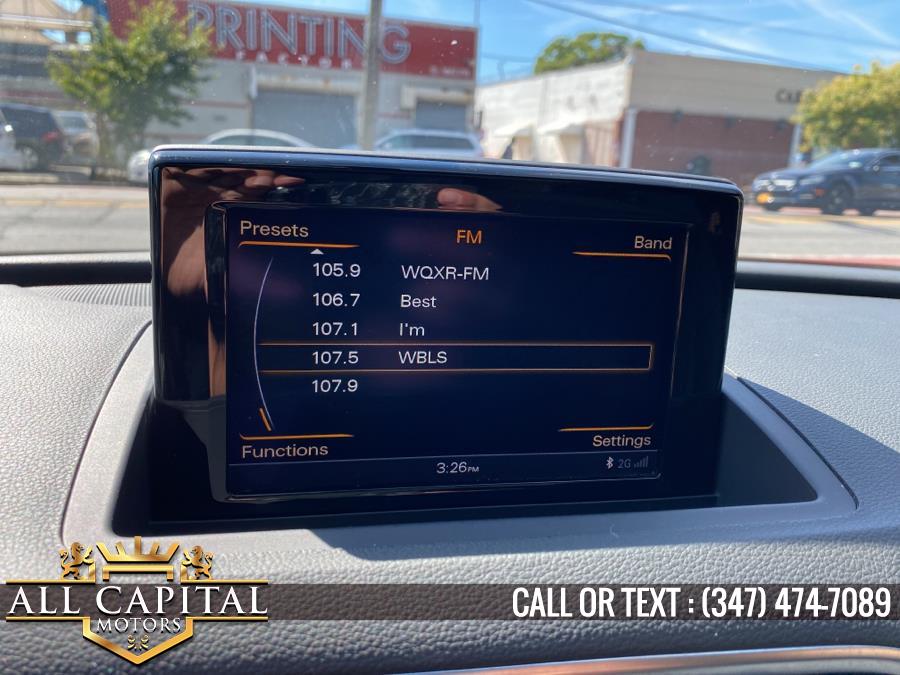 PRINTING
FACTORY
Presets
FM
Band
105.9 WQXR-FM
106.7 Best
107.1 I'm
107.5 WBLS
107.9
Functions
Settings
3:26PM
2G
ALL CAPITAL
MOTORS
CALL OR TEXT : (347) 474-7089